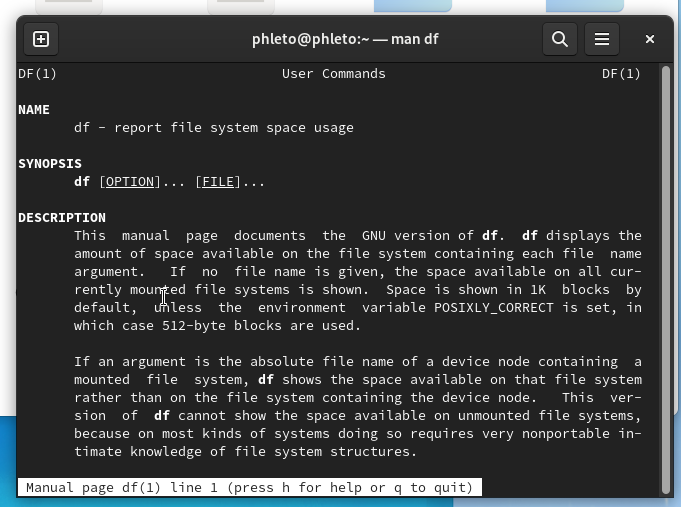 phleto@phleto:~ — man df
DF(1) User Commands DF(1)
NAME
df - report file system space usage
SYNOPSIS
df [OPTION]... [FILE]...
DESCRIPTION
This manual page documents the GNU version of df. df displays the
amount of space available on the file system containing each file name
argument. If no file name is given, the space available on all cur-
rently mounted file systems is shown. Space is shown in 1K blocks by
default, unless the environment variable POSIXLY_CORRECT is set, in
which case 512-byte blocks are used.
If an argument is the absolute file name of a device node containing a
mounted file system, df shows the space available on that file system
rather than on the file system containing the device node. This ver-
sion of df cannot show the space available on unmounted file systems,
because on most kinds of systems doing so requires very nonportable in-
timate knowledge of file system structures.
Manual page df(1) line 1 (press h for help or q to quit)